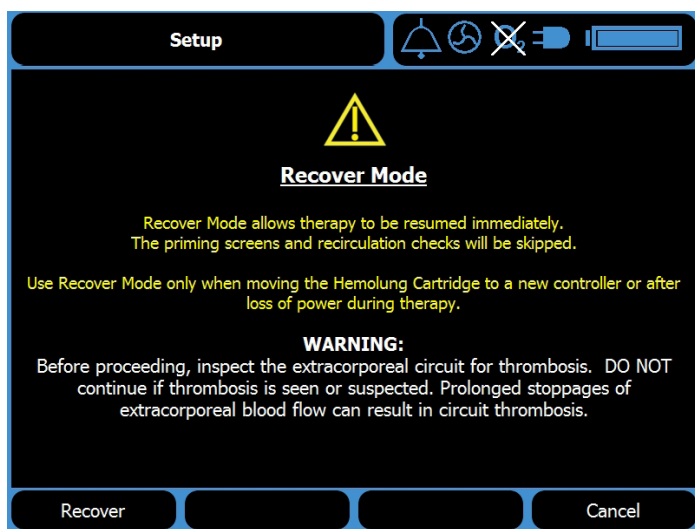 Setup
O2
Recover Mode
Recover Mode allows therapy to be resumed immediately.
The priming screens and recirculation checks will be skipped.
Use Recover Mode only when moving the Hemolung Cartridge to a new controller or after
loss of power during therapy.
WARNING:
Before proceeding, inspect the extracorporeal circuit for thrombosis.  DO NOT
continue if thrombosis is seen or suspected. Prolonged stoppages of
extracorporeal blood flow can result in circuit thrombosis.
Recover
Cancel